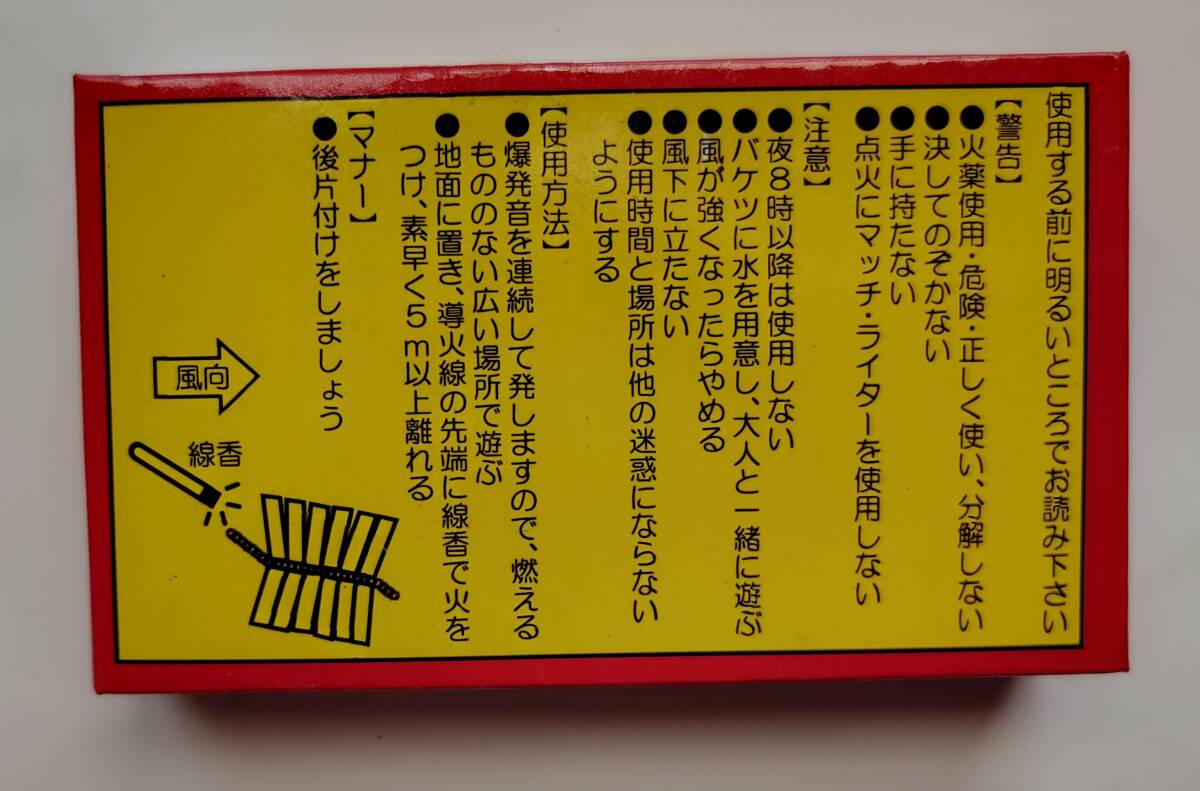 使用する前に明るいところでお読み下さい
【警告】
●火薬使用・危険・正しく使い、分解しない
●決してのぞかない
●手に持たない
●点火にマッチ・ライターを使用しない
【注意】
●夜8時以降は使用しない
●バケツに水を用意し、大人と一緒に遊ぶ
●風が強くなったらやめる
●風下に立たない
●使用時間と場所は他の迷惑にならない
ようにする
【使用方法】
●爆発音を連続して発しますので、燃える
もののない広い場所で遊ぶ
●地面に置き、導火線の先端に線香で火を
つけ、素早く5m以上離れる
【マナー】
●後片付けをしましょう
風向
線香